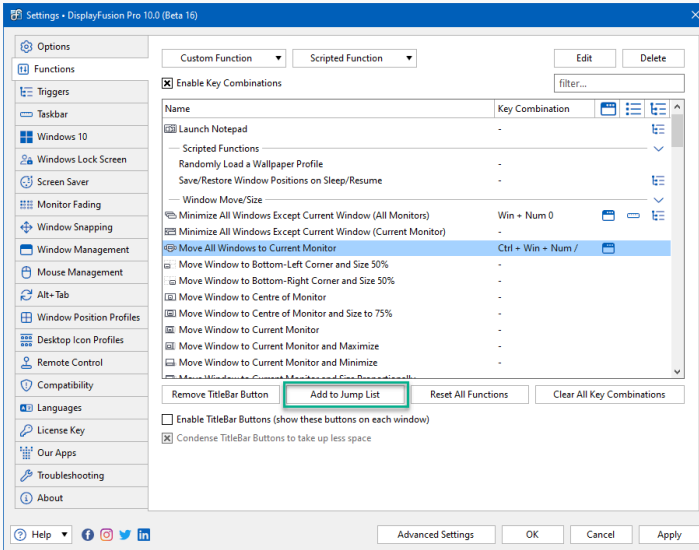 Settings • DisplayFusion Pro 10.0 (Beta 16)
Options
Functions
Triggers
Taskbar
Windows 10
Windows Lock Screen
Screen Saver
Monitor Fading
Window Snapping
Window Management
Mouse Management
Alt+Tab
Window Position Profiles
Desktop Icon Profiles
Remote Control
Compatibility
Languages
License Key
Our Apps
Troubleshooting
About
Custom Function Scripted Function Edit Delete
Enable Key Combinations filter...
Name Key Combination
Launch Notepad -
Scripted Functions
Randomly Load a Wallpaper Profile -
Save/Restore Window Positions on Sleep/Resume -
Window Move/Size
Minimize All Windows Except Current Window (All Monitors) Win + Num 0
Minimize All Windows Except Current Window (Current Monitor) -
Move All Windows to Current Monitor Ctrl + Win + Num /
Move Window to Bottom-Left Corner and Size 50% -
Move Window to Bottom-Right Corner and Size 50% -
Move Window to Centre of Monitor -
Move Window to Centre of Monitor and Size to 75% -
Move Window to Current Monitor -
Move Window to Current Monitor and Maximize -
Move Window to Current Monitor and Minimize -
Move Window to Current Monitor and Size Proportionally
Remove TitleBar Button Add to Jump List Reset All Functions Clear All Key Combinations
Enable TitleBar Buttons (show these buttons on each window)
Condense TitleBar Buttons to take up less space
Help Advanced Settings OK Cancel Apply